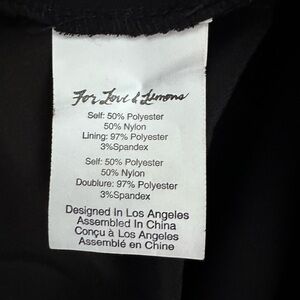 For Love & Lemons
Self: 50% Polyester
50% Nylon
Lining: 97% Polyester
3%Spandex
Self: 50% Polyester
50% Nylon
Doublure: 97% Polyester
3%Spandex
Designed In Los Angeles
Assembled In China
Conçu à Los Angeles
Assemblé en Chine